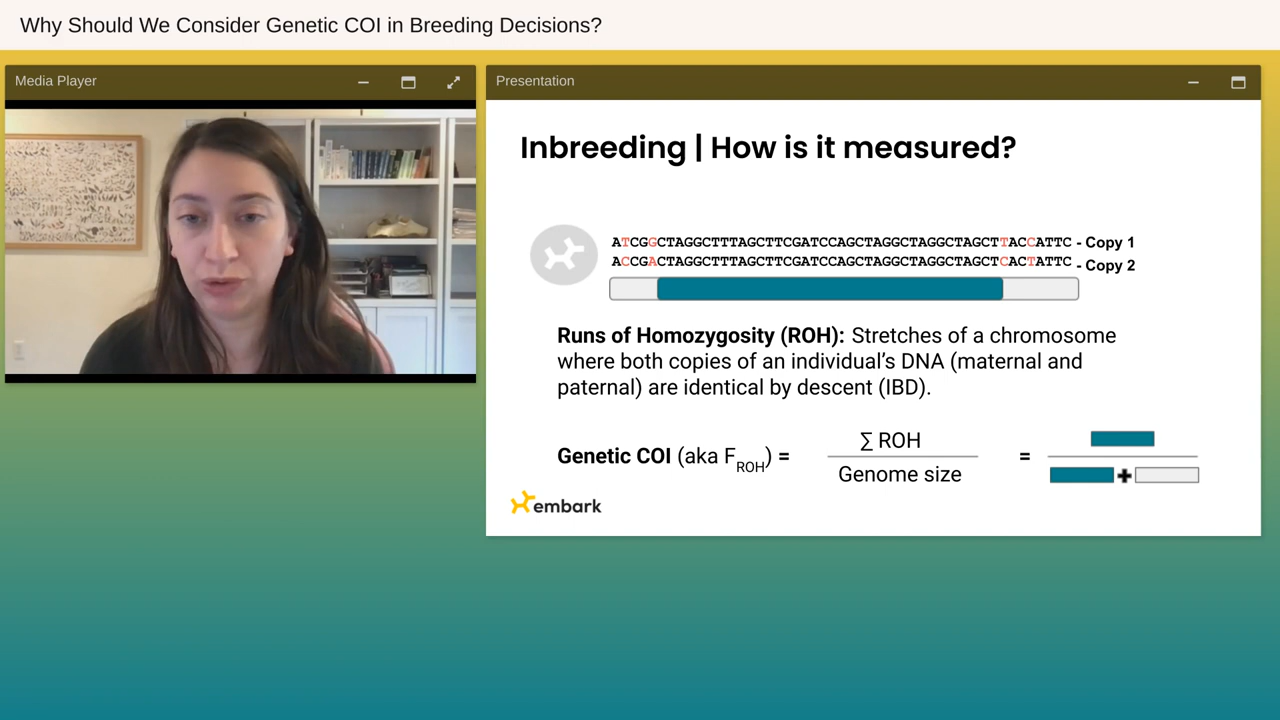 Why Should We Consider Genetic COI in Breeding Decisions?
Media Player
Presentation
Inbreeding | How is it measured?
ATCGGCTAGGCTTTAGCTTCGATCCAGCTAGGCTAGGCTAGCTTACCATTC - Copy 1
ACCGACTAGGCTTTAGCTTCGATCCAGCTAGGCTAGGCTAGCTCACTATTC - Copy 2
Runs of Homozygosity (ROH): Stretches of a chromosome
where both copies of an individual’s DNA (maternal and
paternal) are identical by descent (IBD).
Genetic COI (aka FROH) = ∑ ROH =
Genome size +
embark